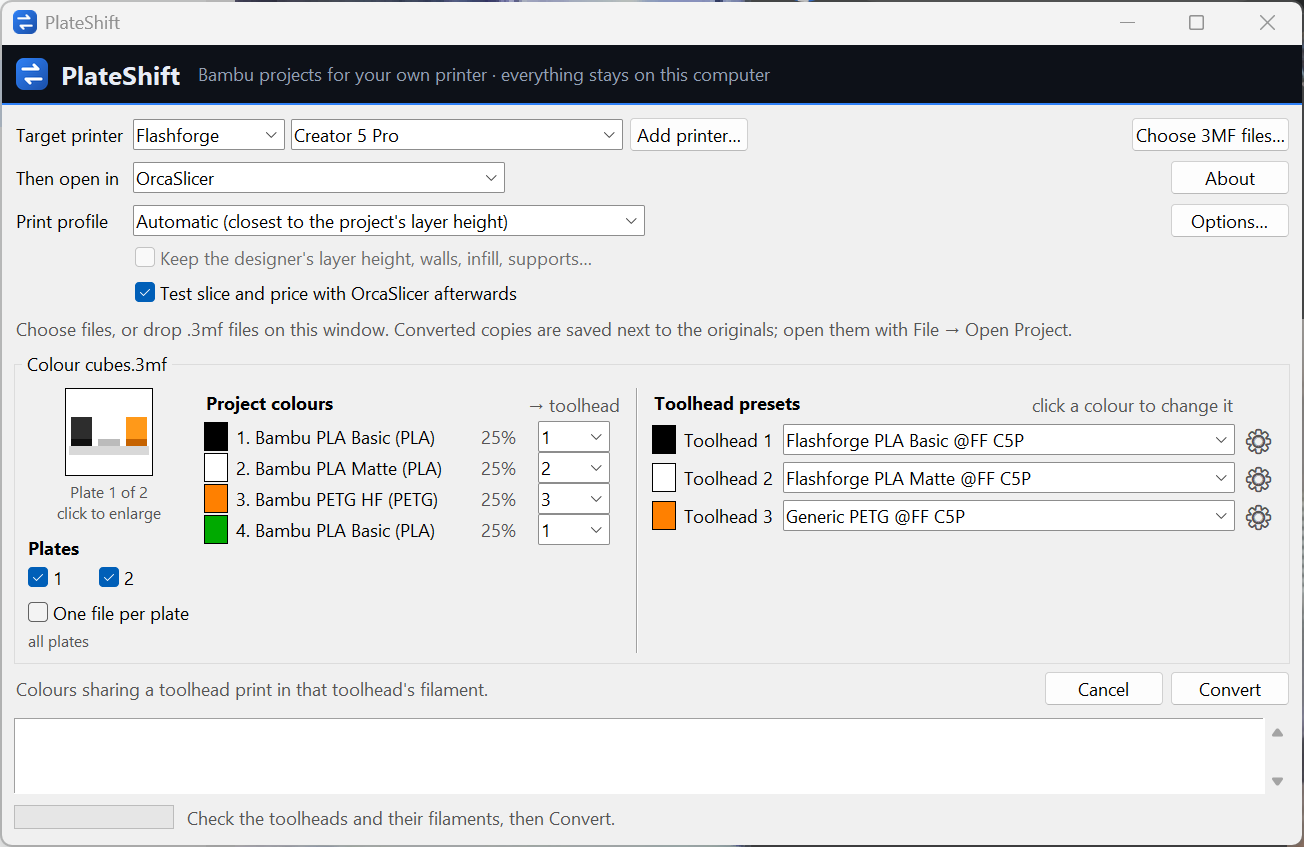 PlateShift
PlateShift Bambu projects for your own printer · everything stays on this computer
Target printer Flashforge Creator 5 Pro Add printer... Choose 3MF files...
Then open in OrcaSlicer About
Print profile Automatic (closest to the project's layer height) Options...
Keep the designer's layer height, walls, infill, supports...
Test slice and price with OrcaSlicer afterwards
Choose files, or drop .3mf files on this window. Converted copies are saved next to the originals; open them with File → Open Project.
Colour cubes.3mf
Plate 1 of 2
click to enlarge
Plates
1 2
One file per plate
all plates
Project colours → toolhead
1. Bambu PLA Basic (PLA) 25% 1
2. Bambu PLA Matte (PLA) 25% 2
3. Bambu PETG HF (PETG) 25% 3
4. Bambu PLA Basic (PLA) 25% 1
Toolhead presets click a colour to change it
Toolhead 1 Flashforge PLA Basic @FF C5P
Toolhead 2 Flashforge PLA Matte @FF C5P
Toolhead 3 Generic PETG @FF C5P
Colours sharing a toolhead print in that toolhead's filament. Cancel Convert
Check the toolheads and their filaments, then Convert.